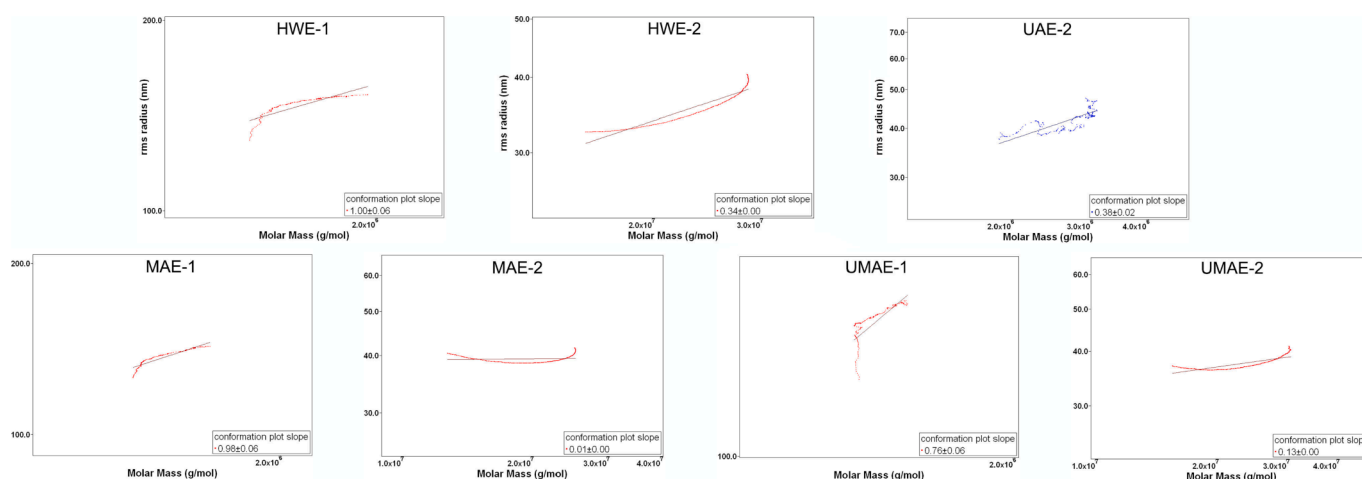 HWE-1
200.0
100.0
rms radius (nm)
conformation plot slope
1.00±0.06
2.0x10⁶
Molar Mass (g/mol)
HWE-2
50.0
40.0
30.0
rms radius (nm)
conformation plot slope
0.34±0.00
2.0x10⁷ 3.0x10⁷
Molar Mass (g/mol)
UAE-2
70.0
60.0
50.0
40.0
30.0
rms radius (nm)
conformation plot slope
0.38±0.02
2.0x10⁶ 3.0x10⁶ 4.0x10⁶
Molar Mass (g/mol)
MAE-1
200.0
100.0
conformation plot slope
0.98±0.06
2.0x10⁶
Molar Mass (g/mol)
MAE-2
60.0
50.0
40.0
30.0
conformation plot slope
0.01±0.00
1.0x10⁷ 2.0x10⁷ 3.0x10⁷ 4.0x10⁷
Molar Mass (g/mol)
UMAE-1
100.0
conformation plot slope
0.76±0.06
2.0x10⁶
Molar Mass (g/mol)
UMAE-2
60.0
50.0
40.0
30.0
conformation plot slope
0.13±0.00
1.0x10⁷ 2.0x10⁷ 3.0x10⁷ 4.0x10⁷
Molar Mass (g/mol)